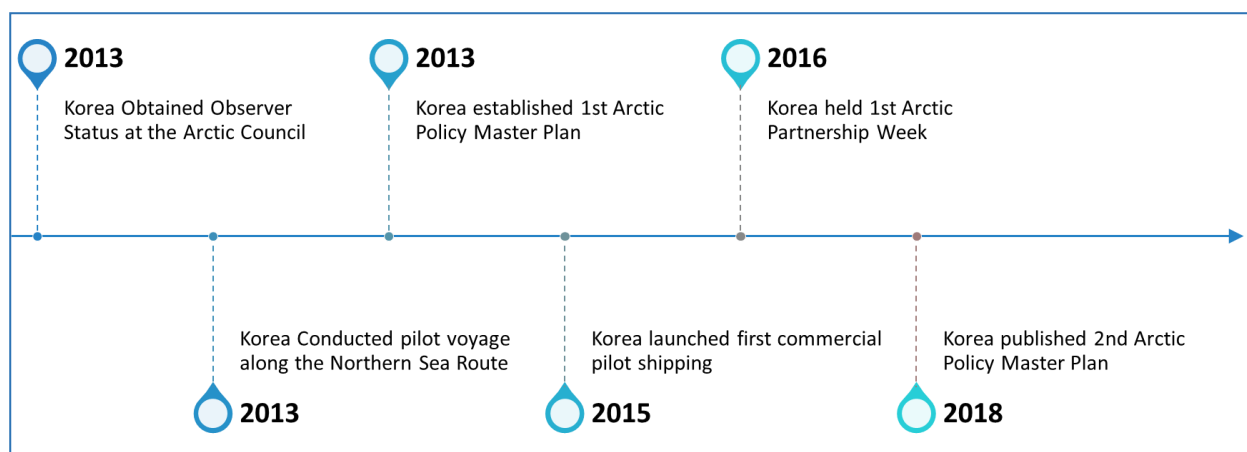 2013
Korea Obtained Observer
Status at the Arctic Council
2013
Korea established 1st Arctic
Policy Master Plan
2016
Korea held 1st Arctic
Partnership Week
Korea Conducted pilot voyage
along the Northern Sea Route
2013
Korea launched first commercial
pilot shipping
2015
Korea published 2nd Arctic
Policy Master Plan
2018